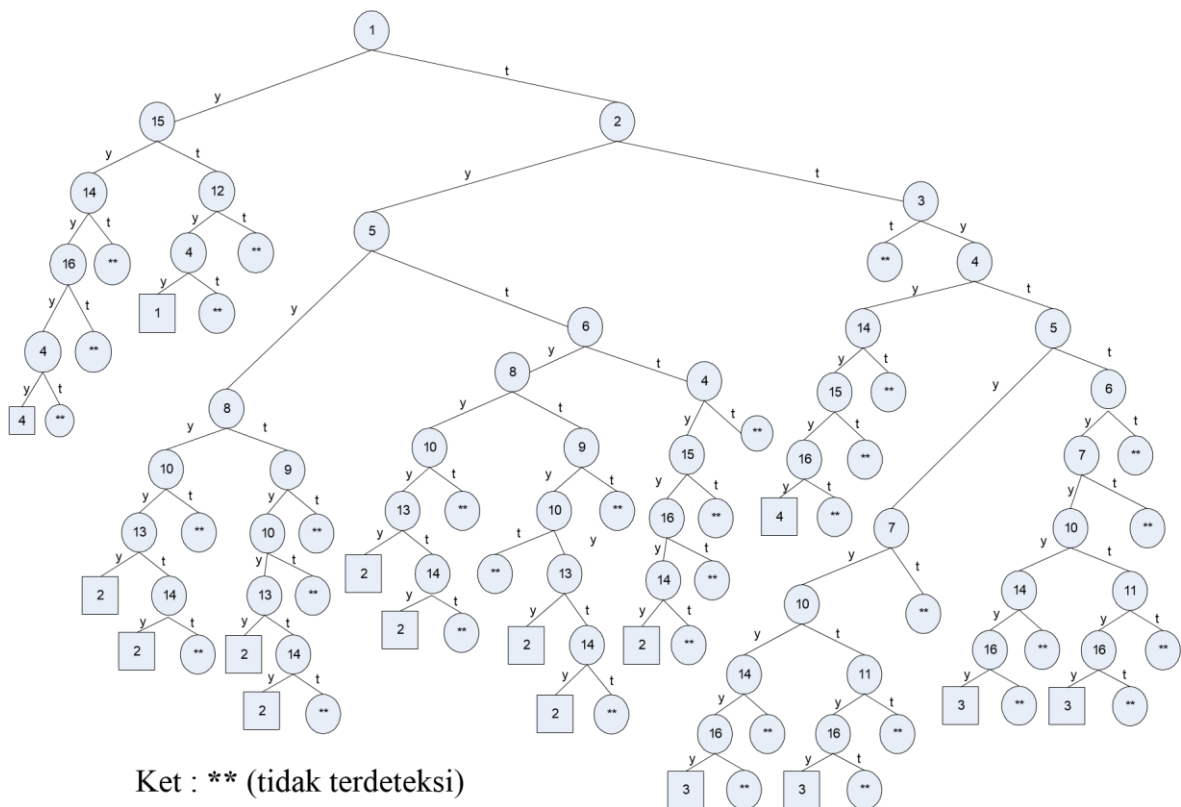 1
t
y
15 2
y t
y t
14 12 3
y t y t t y
5
4 **
16 ** ** 4
y t
y t
y t t
y
1 **
6 14 5
4 ** y t y t t
8 4
y t y 15 ** 6
8 y t y t
4 ** y t y t
y t **
10 9 15 7 **
10 9 16 **
y t y t y t y t y t y t
13 ** 10 ** 13 ** 10 ** 16 ** 4 ** 7 10 **
y t y t y t t y y t y t y t
2 14 13 ** 2 14 ** 13 14 ** 10 ** 14 11
y t y t y t y t y t y t y t y t
2 ** 2 14 2 ** 2 14 2 ** 14 11 16 ** 16 **
y t y t y t y t y t y t
2 ** 2 ** 16 ** 16 ** 3 ** 3 **
y t y t
Ket : ** (tidak terdeteksi) 3 ** 3 **